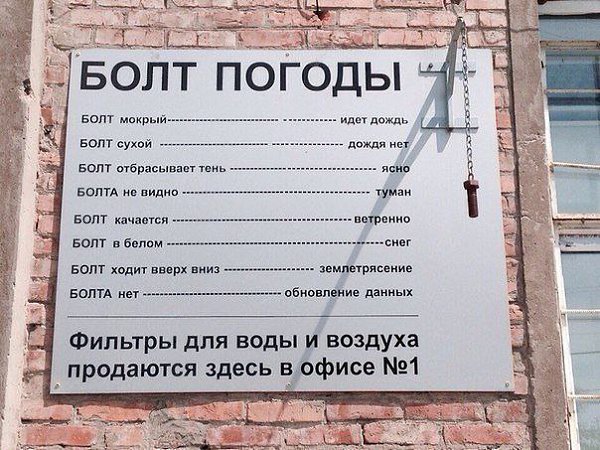 БОЛТ ПОГОДЫ
БОЛТ мокрый------------------------------ --------------идет дождь
БОЛТ сухой ------------------------------ --------------дождя нет
БОЛТ отбрасывает тень -----------------------------------ясно
БОЛТА не видно --------------------------------------------туман
БОЛТ качается -------------------------------------------ветренно
БОЛТ в белом -----------------------------------------------------снег
БОЛТ ходит вверх вниз ---------------------- землетрясение
БОЛТА нет -----------------------------------обновление данных
Фильтры для воды и воздуха
продаются здесь в офисе №1